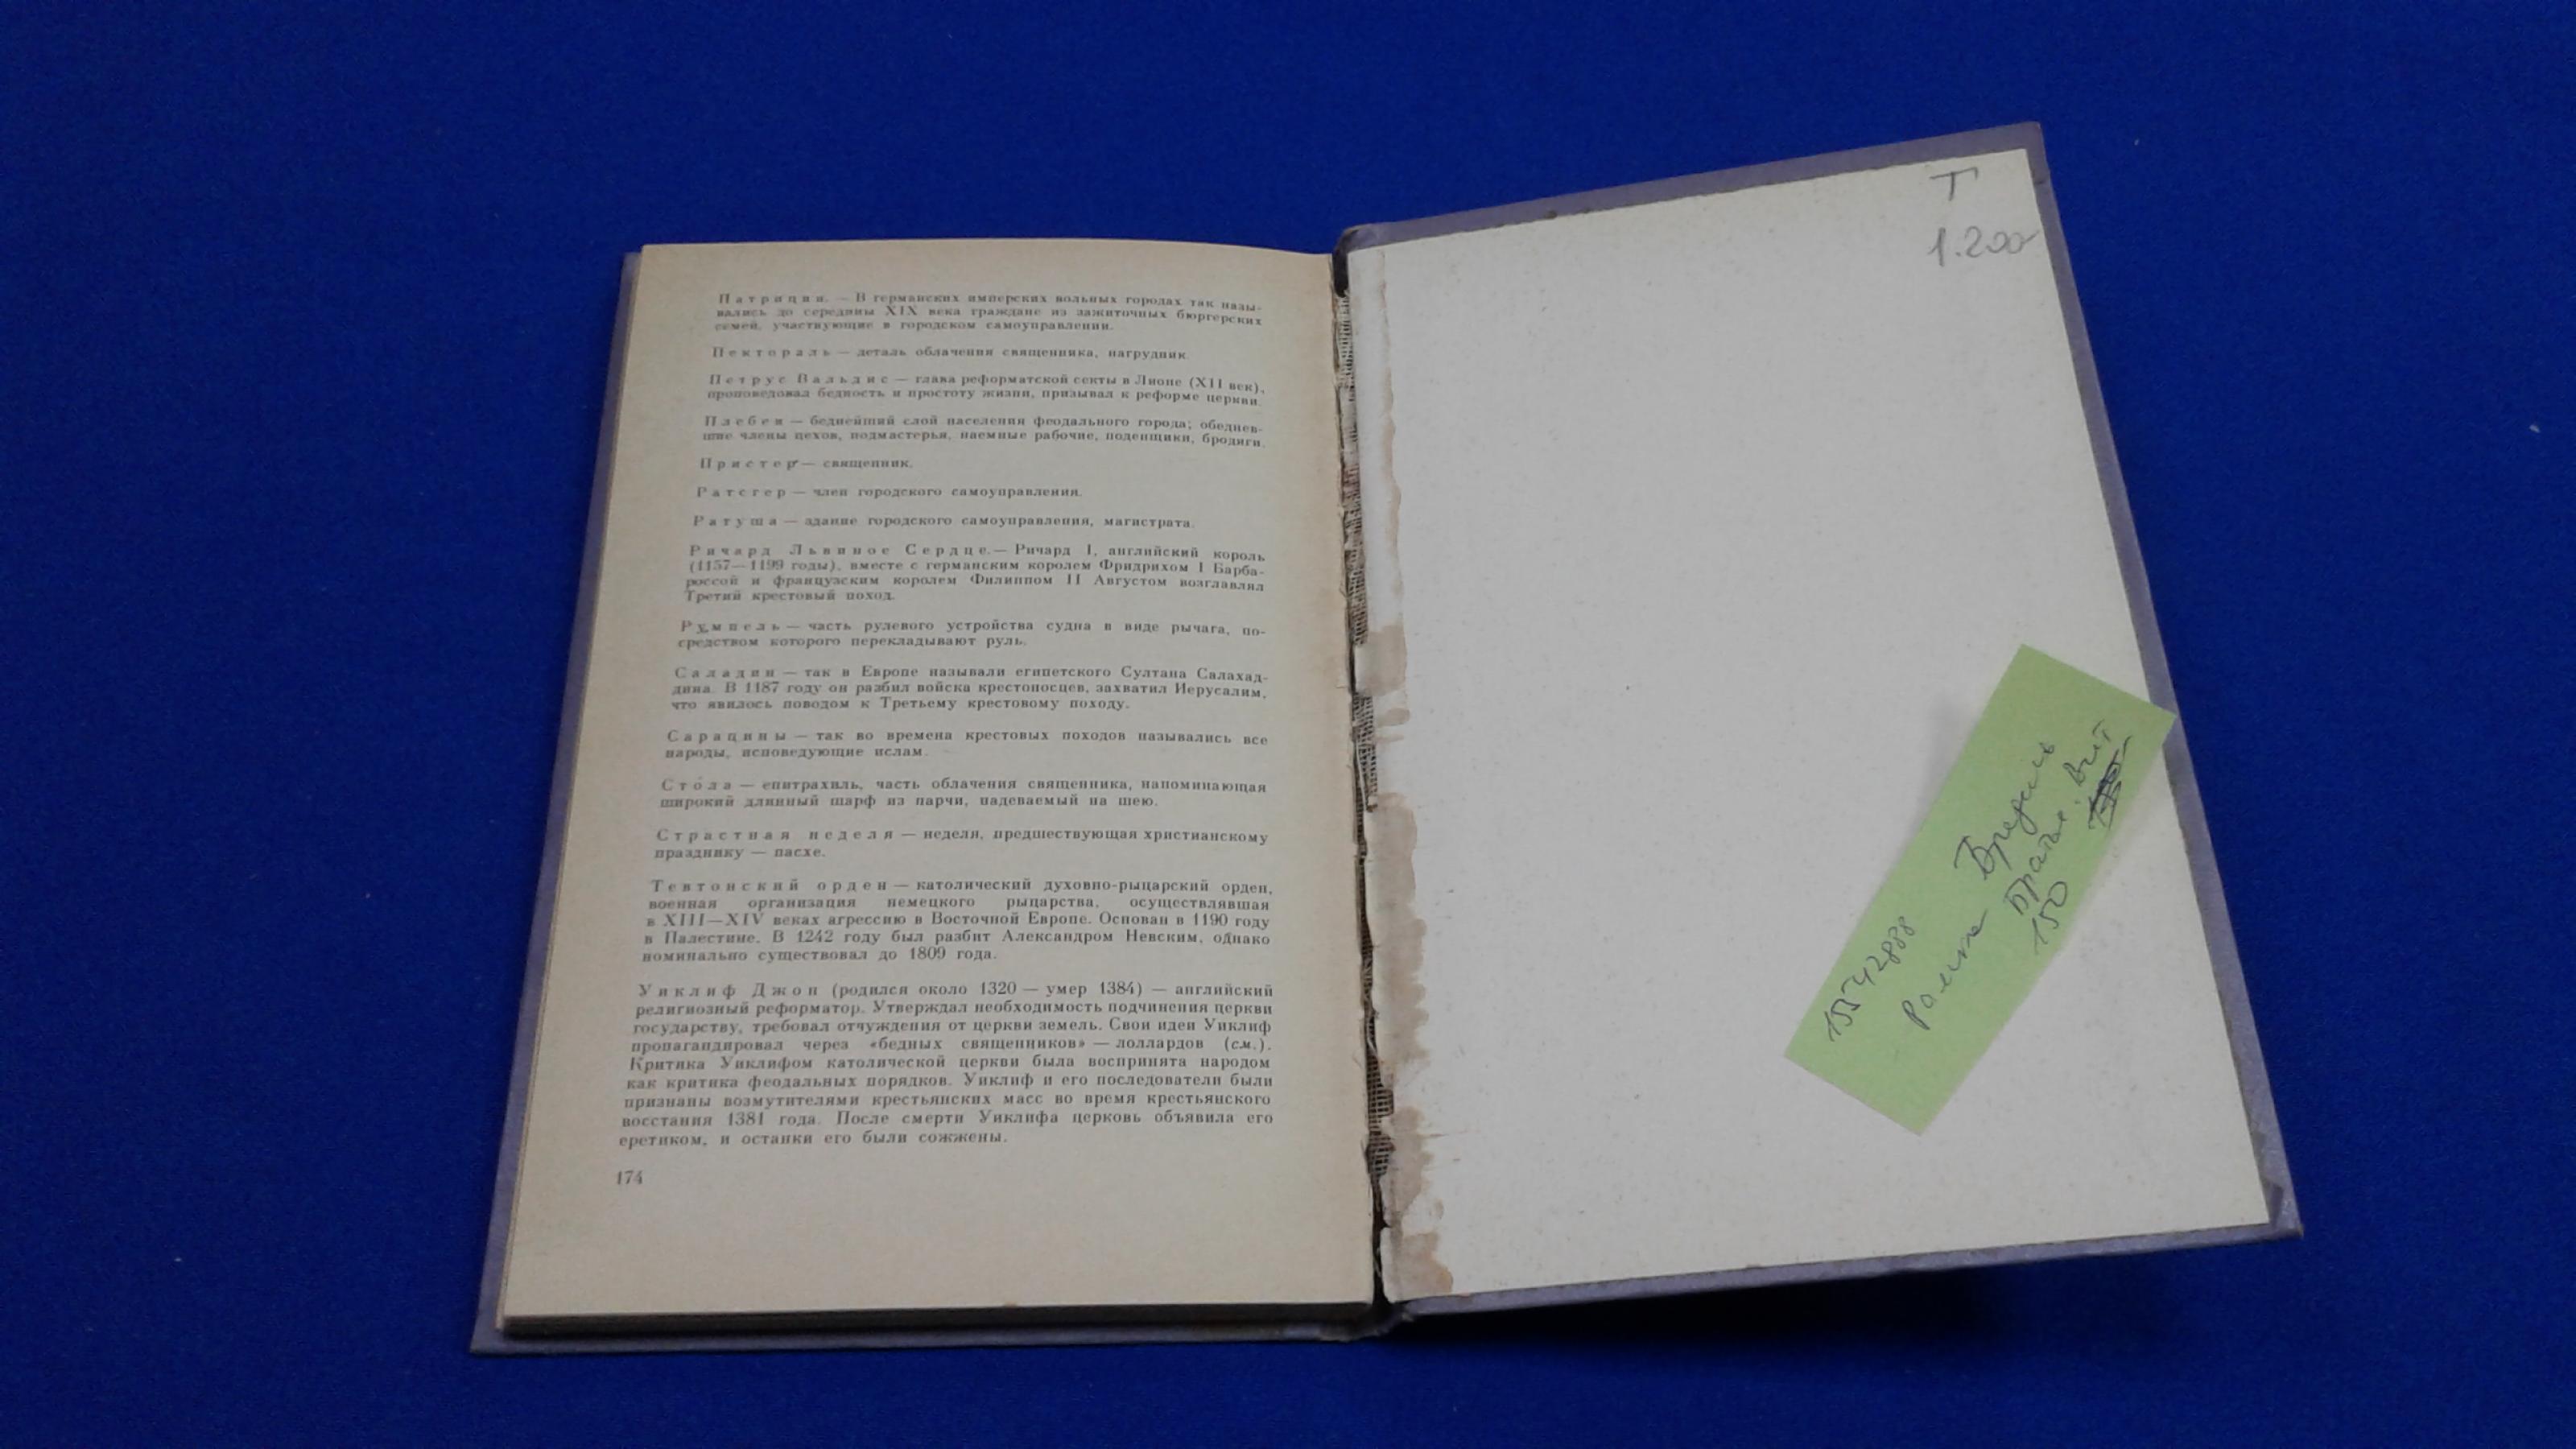 Патриции. — В германских имперских вольных городах так назы-
вались до середины XIX века граждане из зажиточных бюргерских
семей, участвующие в городском самоуправлении.
Пектораль — деталь облачения священника, нагрудник.
Петрус Вальдис — глава реформатской секты в Лионе (XII век),
проповедовал бедность и простоту жизни, призывал к реформе церкви.
Плебеи — беднейший слой населения феодального города; обеднев-
шие члены цехов, подмастерья, наемные рабочие, поденщики, бродяги.
Пристер — священник.
Ратсгер — член городского самоуправления.
Ратуша — здание городского самоуправления, магистрата.
Ричард Львиное Сердце. — Ричард I, английский король
(1157—1199 годы), вместе с германским королем Фридрихом I Барба-
россой и французским королем Филиппом II Августом возглавлял
Третий крестовый поход.
Румпель — часть рулевого устройства судна в виде рычага, по-
средством которого перекладывают руль.
Саладин — так в Европе называли египетского Султана Салахад-
дина. В 1187 году он разбил войска крестоносцев, захватил Иерусалим,
что явилось поводом к Третьему крестовому походу.
Сарацины — так во времена крестовых походов назывались все
народы, исповедующие ислам.
Сто́ла — епитрахиль, часть облачения священника, напоминающая
широкий длинный шарф из парчи, надеваемый на шею.
Страстная неделя — неделя, предшествующая христианскому
празднику — пасхе.
Тевтонский орден — католический духовно-рыцарский орден,
военная организация немецкого рыцарства, осуществлявшая
в XIII—XIV веках агрессию в Восточной Европе. Основан в 1190 году
в Палестине. В 1242 году был разбит Александром Невским, однако
номинально существовал до 1809 года.
Уиклиф Джон (родился около 1320 — умер 1384) — английский
религиозный реформатор. Утверждал необходимость подчинения церкви
государству, требовал отчуждения от церкви земель. Свои идеи Уиклиф
пропагандировал через «бедных священников» — лоллардов (см.).
Критика Уиклифом католической церкви была воспринята народом
как критика феодальных порядков. Уиклиф и его последователи были
признаны возмутителями крестьянских масс во время крестьянского
восстания 1381 года. После смерти Уиклифа церковь объявила его
еретиком, и останки его были сожжены.
174
Т
1.200
15542888
Бредель
Братья. Вит
150